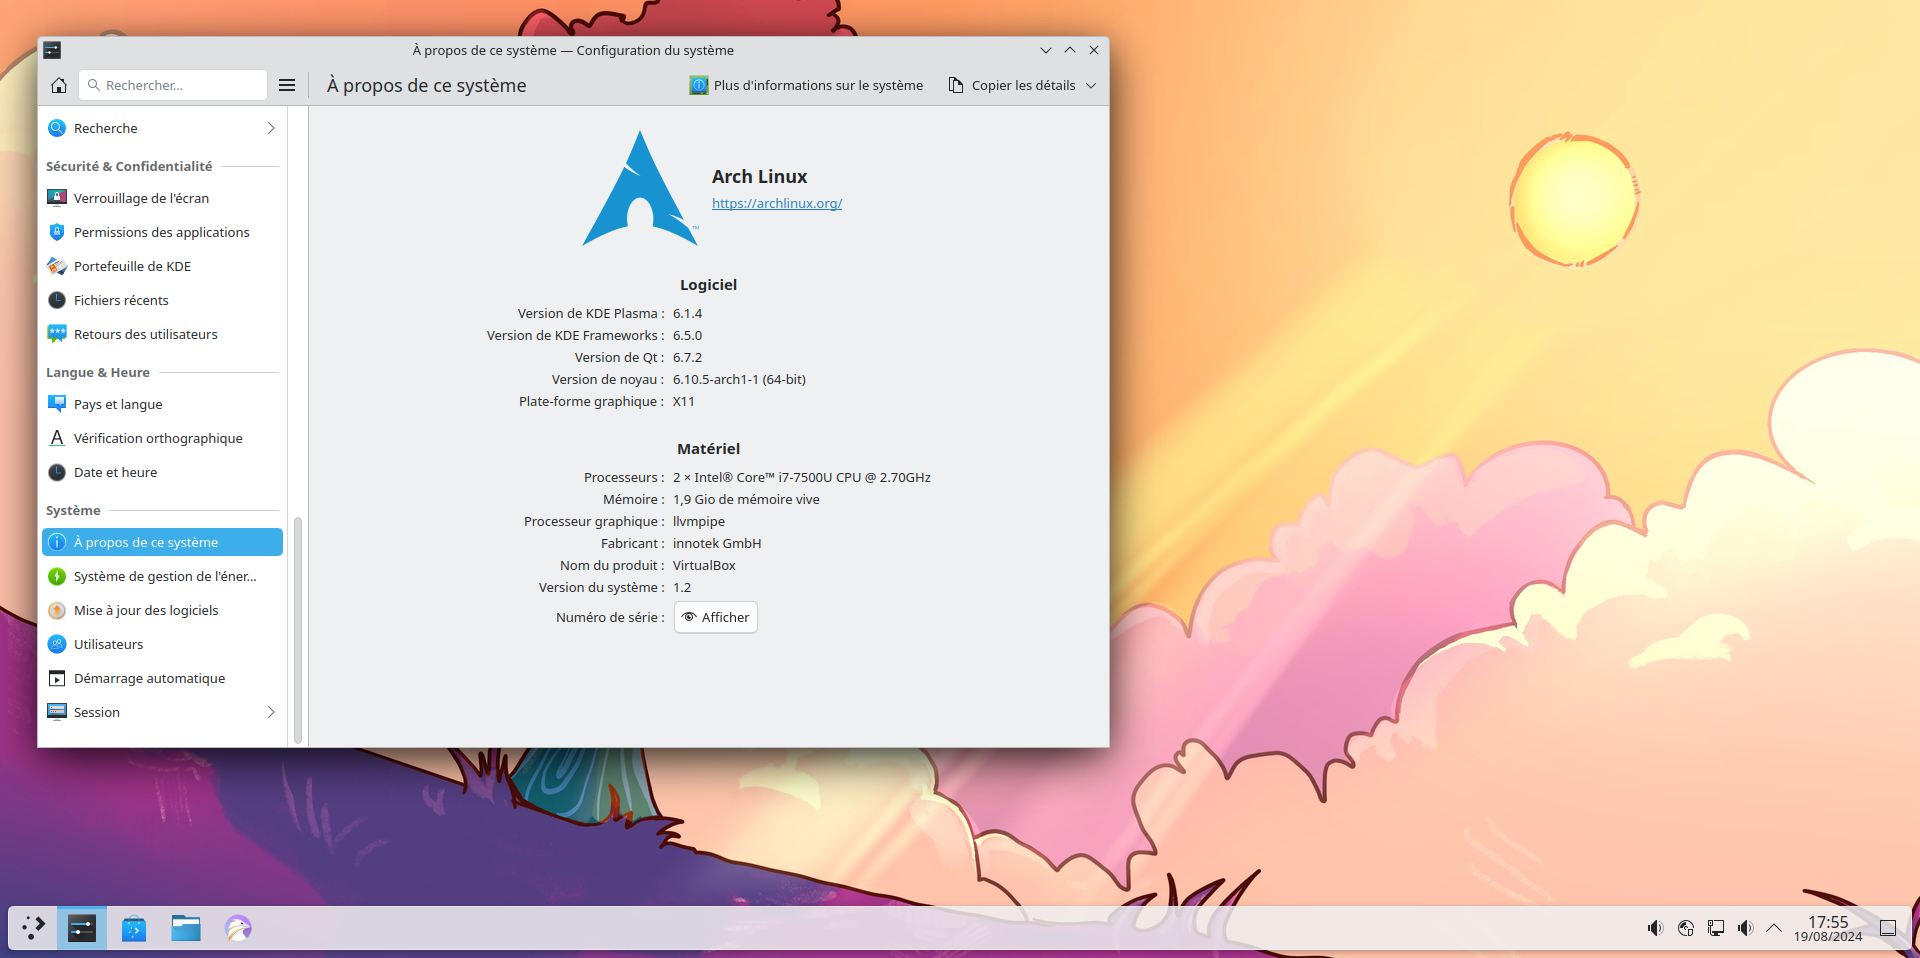 À propos de ce système — Configuration du système
Rechercher...
À propos de ce système
Plus d'informations sur le système
Copier les détails
Recherche
Sécurité & Confidentialité
Verrouillage de l'écran
Permissions des applications
Portefeuille de KDE
Fichiers récents
Retours des utilisateurs
Langue & Heure
Pays et langue
Vérification orthographique
Date et heure
Système
À propos de ce système
Système de gestion de l'éner...
Mise à jour des logiciels
Utilisateurs
Démarrage automatique
Session
Arch Linux
https://archlinux.org/
TM
Logiciel
Version de KDE Plasma : 6.1.4
Version de KDE Frameworks : 6.5.0
Version de Qt : 6.7.2
Version de noyau : 6.10.5-arch1-1 (64-bit)
Plate-forme graphique : X11
Matériel
Processeurs : 2 × Intel® Core™ i7-7500U CPU @ 2.70GHz
Mémoire : 1,9 Gio de mémoire vive
Processeur graphique : llvmpipe
Fabricant : innotek GmbH
Nom du produit : VirtualBox
Version du système : 1.2
Numéro de série : Afficher
17:55
19/08/2024